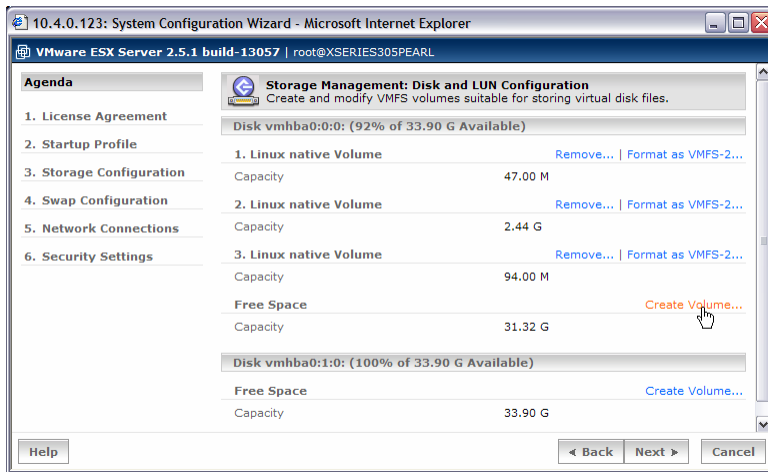 10.4.0.123: System Configuration Wizard - Microsoft Internet Explorer
VMware ESX Server 2.5.1 build-13057 | root@XSERIES305PEARL
Agenda
1. License Agreement
2. Startup Profile
3. Storage Configuration
4. Swap Configuration
5. Network Connections
6. Security Settings
Storage Management: Disk and LUN Configuration
Create and modify VMFS volumes suitable for storing virtual disk files.
Disk vmhba0:0:0: (92% of 33.90 G Available)
1. Linux native Volume Remove... | Format as VMFS-2...
Capacity 47.00 M
2. Linux native Volume Remove... | Format as VMFS-2...
Capacity 2.44 G
3. Linux native Volume Remove... | Format as VMFS-2...
Capacity 94.00 M
Free Space Create Volume...
Capacity 31.32 G
Disk vmhba0:1:0: (100% of 33.90 G Available)
Free Space Create Volume...
Capacity 33.90 G
Help Back Next Cancel